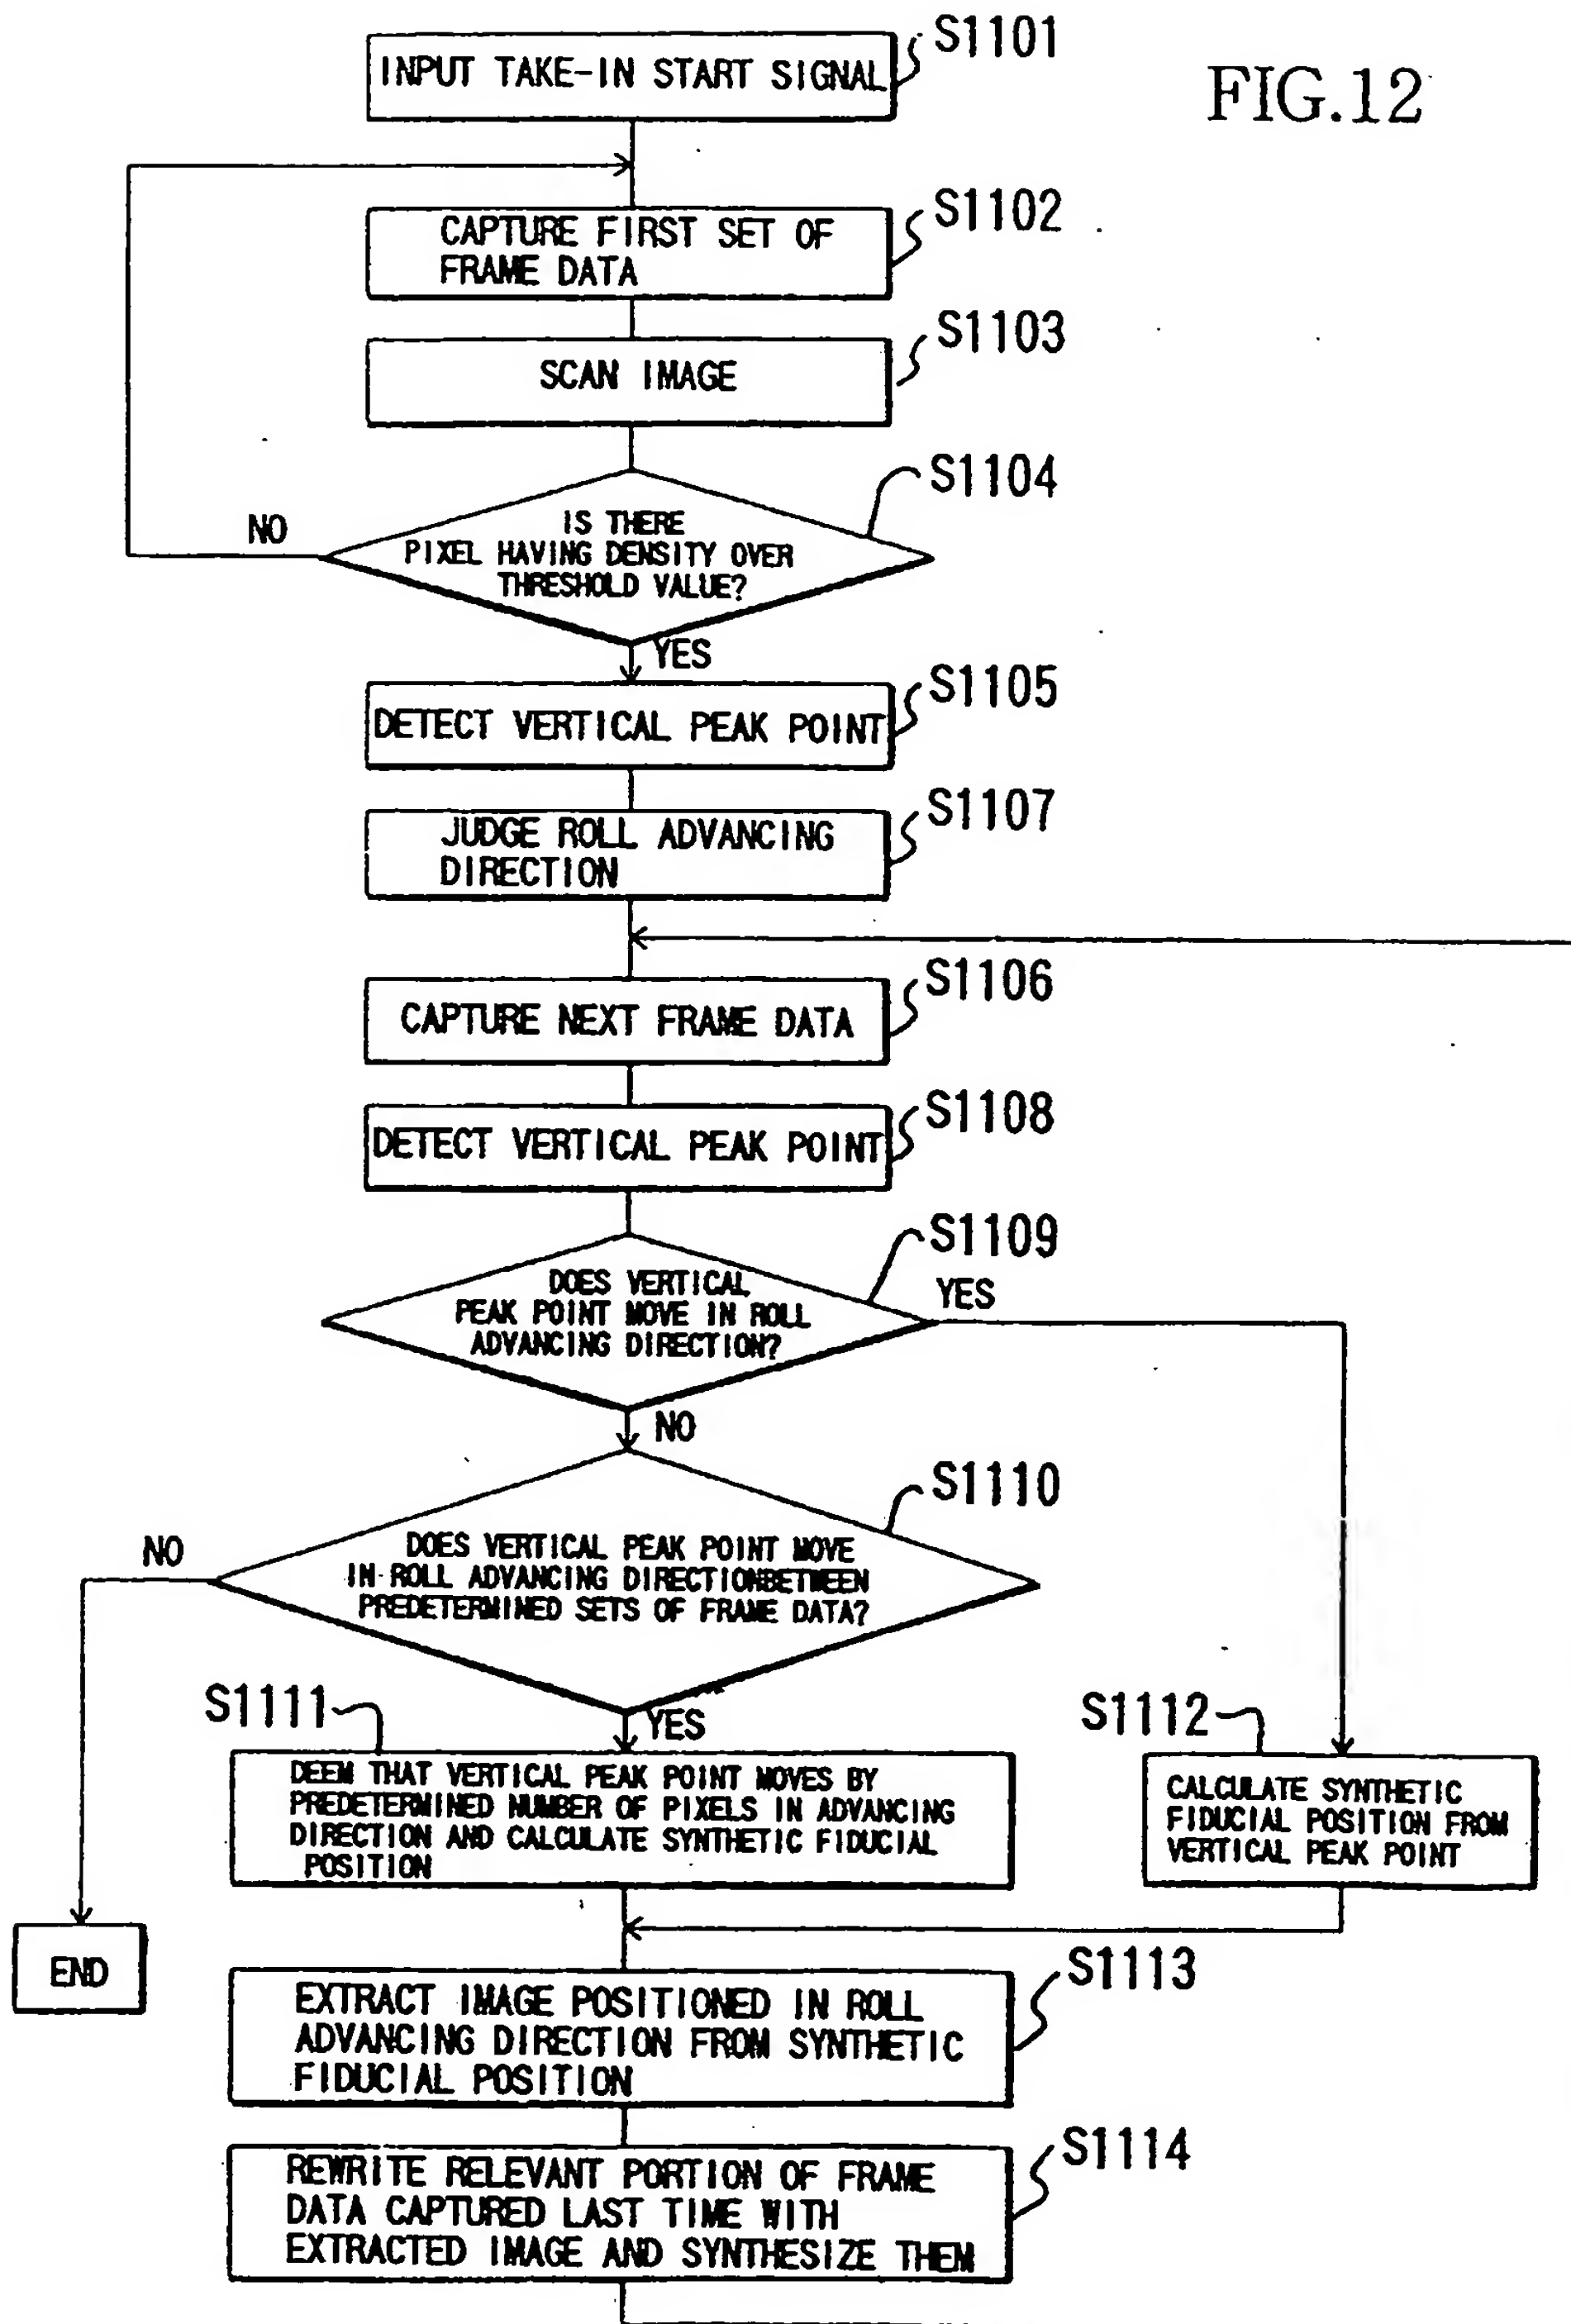 S1101
INPUT TAKE-IN START SIGNAL
FIG.12
S1102
CAPTURE FIRST SET OF
FRAME DATA
S1103
SCAN IMAGE
S1104
IS THERE
PIXEL HAVING DENSITY OVER
THRESHOLD VALUE?
NO
YES
S1105
DETECT VERTICAL PEAK POINT
S1107
JUDGE ROLL ADVANCING
DIRECTION
S1106
CAPTURE NEXT FRAME DATA
S1108
DETECT VERTICAL PEAK POINT
S1109
DOES VERTICAL
PEAK POINT MOVE IN ROLL
ADVANCING DIRECTION?
YES
NO
S1110
DOES VERTICAL PEAK POINT MOVE
IN ROLL ADVANCING DIRECTIONBETWEEN
PREDETERMINED SETS OF FRAME DATA?
NO
YES
S1111
DEEM THAT VERTICAL PEAK POINT MOVES BY
PREDETERMINED NUMBER OF PIXELS IN ADVANCING
DIRECTION AND CALCULATE SYNTHETIC FIDUCIAL
POSITION
S1112
CALCULATE SYNTHETIC
FIDUCIAL POSITION FROM
VERTICAL PEAK POINT
END
S1113
EXTRACT IMAGE POSITIONED IN ROLL
ADVANCING DIRECTION FROM SYNTHETIC
FIDUCIAL POSITION
S1114
REWRITE RELEVANT PORTION OF FRAME
DATA CAPTURED LAST TIME WITH
EXTRACTED IMAGE AND SYNTHESIZE THEM